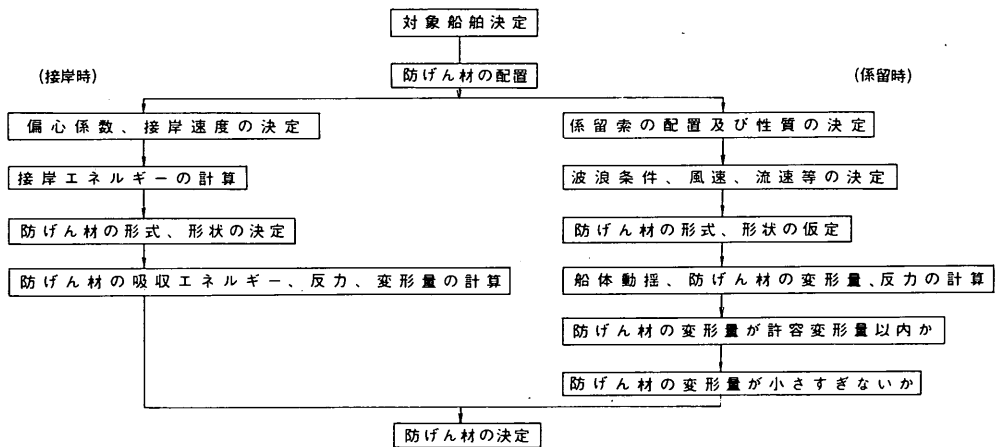 対象船舶決定
防げん材の配置
(接岸時)
偏心係数、接岸速度の決定
接岸エネルギーの計算
防げん材の形式、形状の決定
防げん材の吸収エネルギー、反力、変形量の計算
(係留時)
係留索の配置及び性質の決定
波浪条件、風速、流速等の決定
防げん材の形式、形状の仮定
船体動揺、防げん材の変形量、反力の計算
防げん材の変形量が許容変形量以内か
防げん材の変形量が小さすぎないか
防げん材の決定